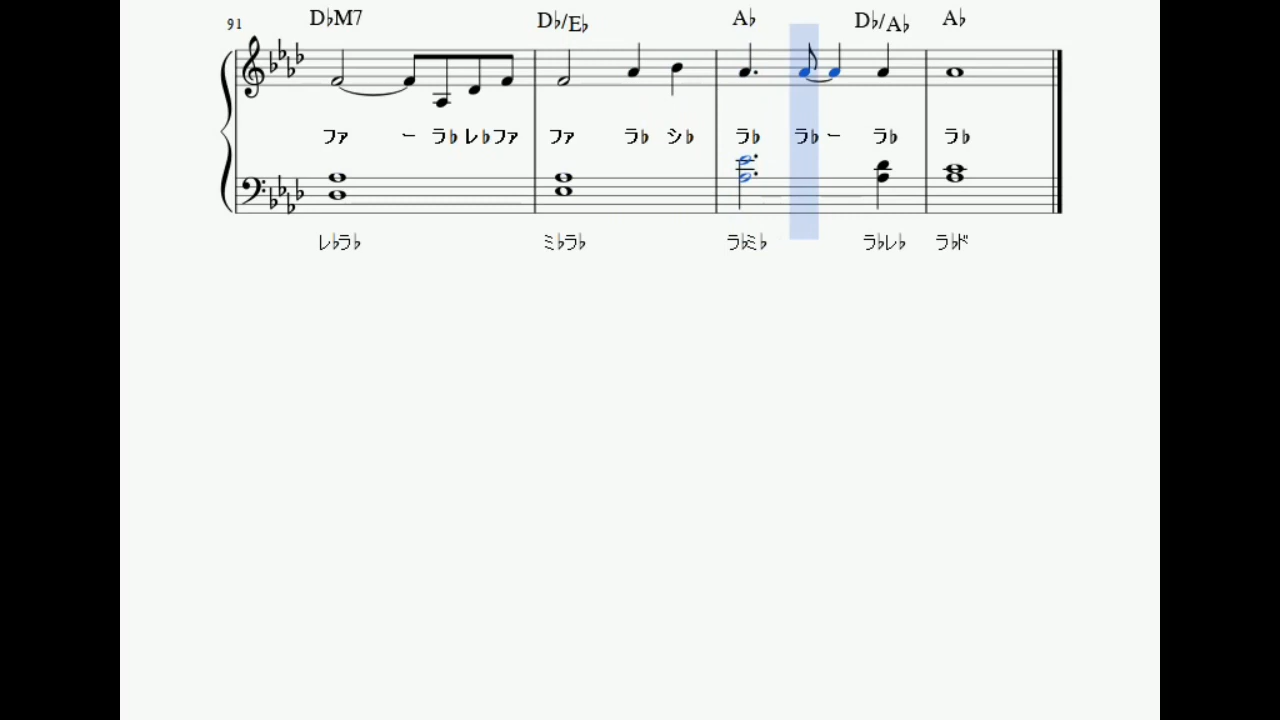 91 D♭M7 D♭/E♭ A♭ D♭/A♭ A♭
ファ ー ラ♭ レ♭ ファ ファ ラ♭ シ♭ ラ♭ ラ♭ ー ラ♭ ラ♭
レ♭ラ♭ ミ♭ラ♭ ラ♭ミ♭ ラ♭レ♭ ラ♭ド